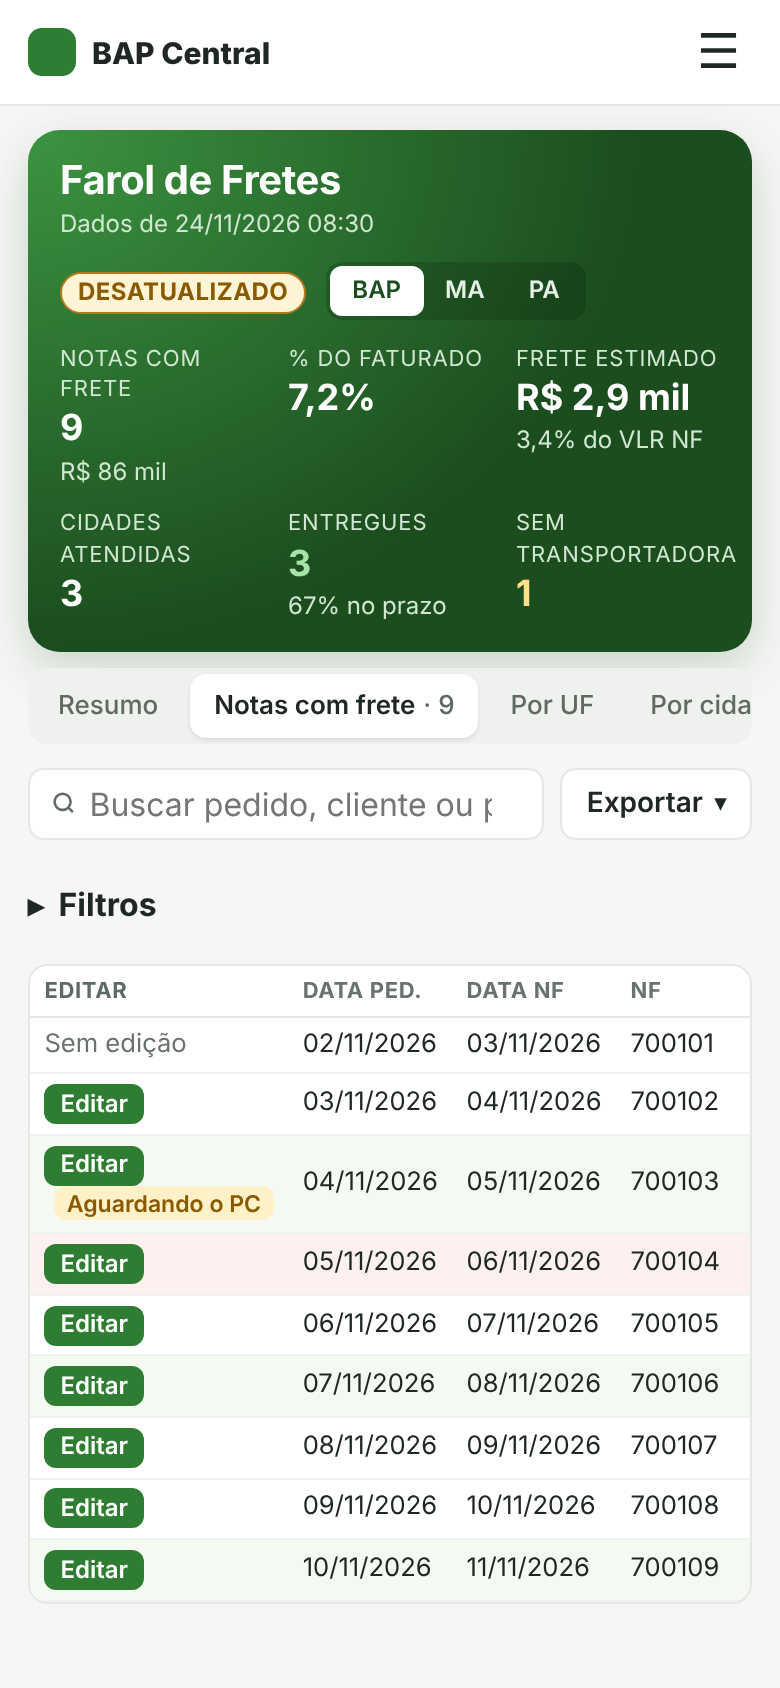 BAP Central
Farol de Fretes
Dados de 24/11/2026 08:30
DESATUALIZADO BAP MA PA
NOTAS COM FRETE
9
R$ 86 mil
% DO FATURADO
7,2%
FRETE ESTIMADO
R$ 2,9 mil
3,4% do VLR NF
CIDADES ATENDIDAS
3
ENTREGUES
3
67% no prazo
SEM TRANSPORTADORA
1
Resumo Notas com frete · 9 Por UF Por cida
Buscar pedido, cliente ou p
Exportar ▾
▸ Filtros
EDITAR DATA PED. DATA NF NF
Sem edição 02/11/2026 03/11/2026 700101
Editar 03/11/2026 04/11/2026 700102
Editar Aguardando o PC 04/11/2026 05/11/2026 700103
Editar 05/11/2026 06/11/2026 700104
Editar 06/11/2026 07/11/2026 700105
Editar 07/11/2026 08/11/2026 700106
Editar 08/11/2026 09/11/2026 700107
Editar 09/11/2026 10/11/2026 700108
Editar 10/11/2026 11/11/2026 700109